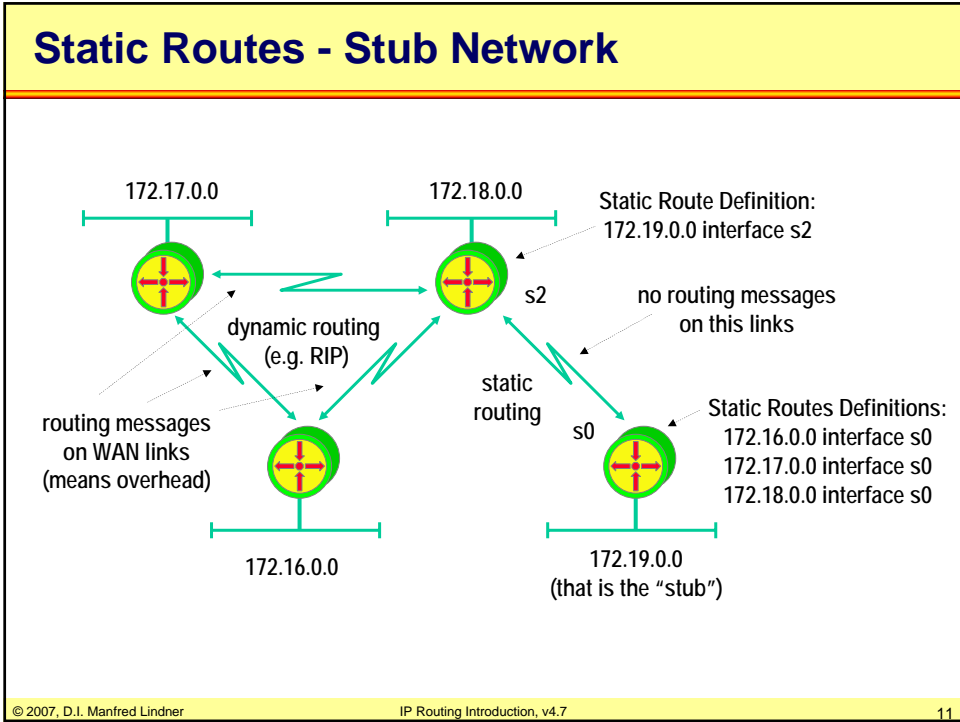 Static Routes - Stub Network
172.17.0.0
172.18.0.0
Static Route Definition:
172.19.0.0 interface s2
s2
no routing messages
on this links
dynamic routing
(e.g. RIP)
static
routing
s0
routing messages
on WAN links
(means overhead)
Static Routes Definitions:
172.16.0.0 interface s0
172.17.0.0 interface s0
172.18.0.0 interface s0
172.16.0.0
172.19.0.0
(that is the “stub”)
© 2007, D.I. Manfred Lindner
IP Routing Introduction, v4.7
11